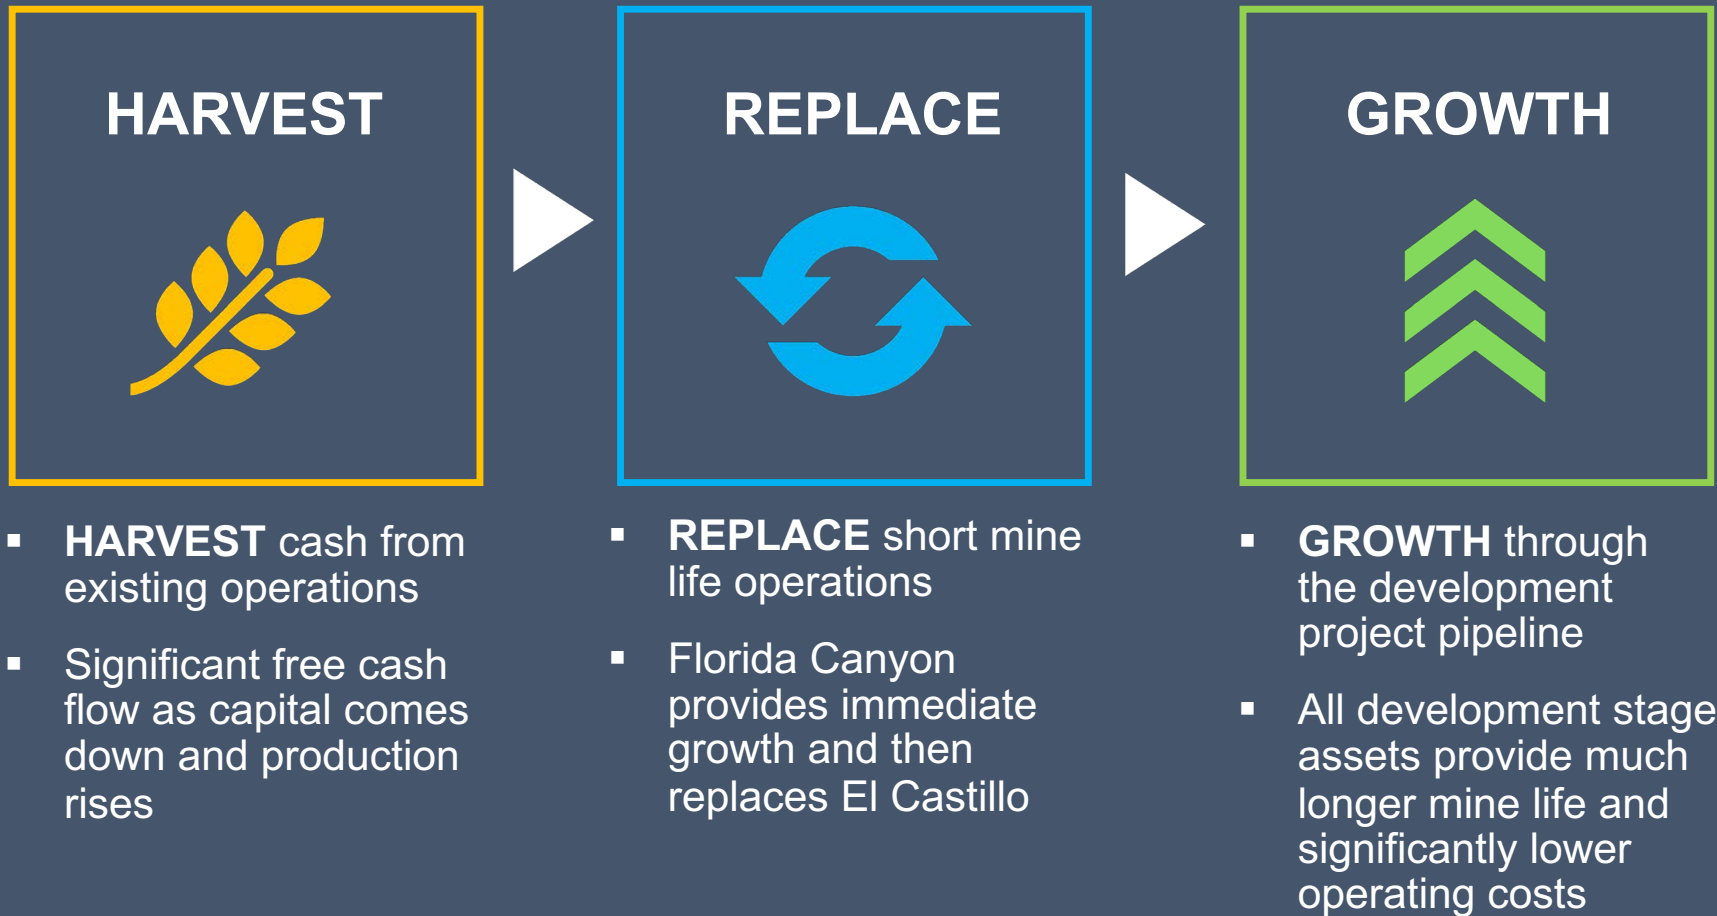 HARVEST
REPLACE
GROWTH
▪ HARVEST cash from
existing operations
▪ Significant free cash
flow as capital comes
down and production
rises
▪ REPLACE short mine
life operations
▪ Florida Canyon
provides immediate
growth and then
replaces El Castillo
▪ GROWTH through
the development
project pipeline
▪ All development stage
assets provide much
longer mine life and
significantly lower
operating costs